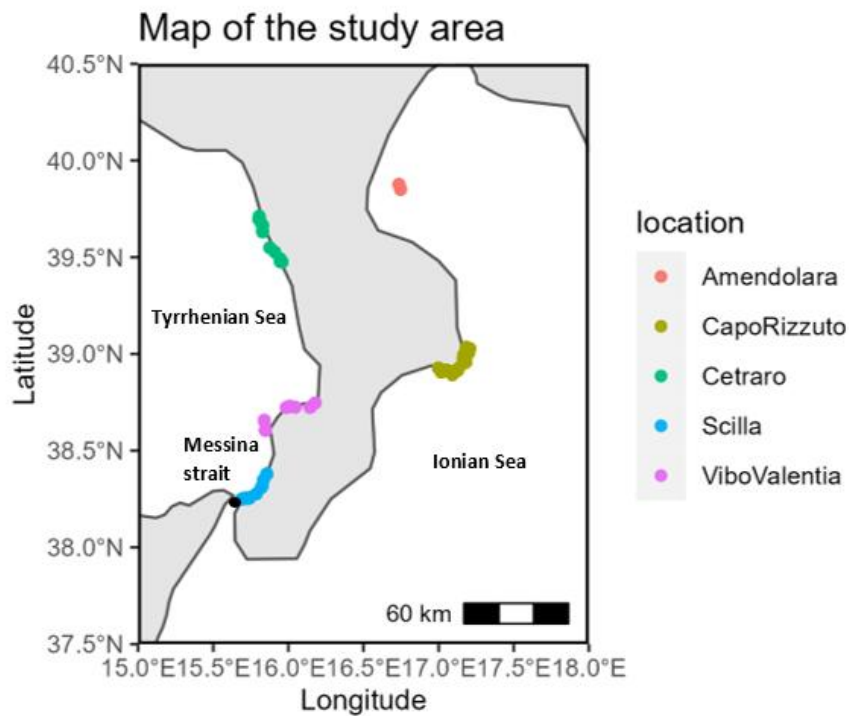 Map of the study area
40.5°N
40.0°N
39.5°N
39.0°N
38.5°N
38.0°N
37.5°N
Latitude
Tyrrhenian Sea
Messina
strait
Ionian Sea
60 km
15.0°E15.5°E16.0°E16.5°E17.0°E17.5°E18.0°E
Longitude
location
Amendolara
CapoRizzuto
Cetraro
Scilla
ViboValentia